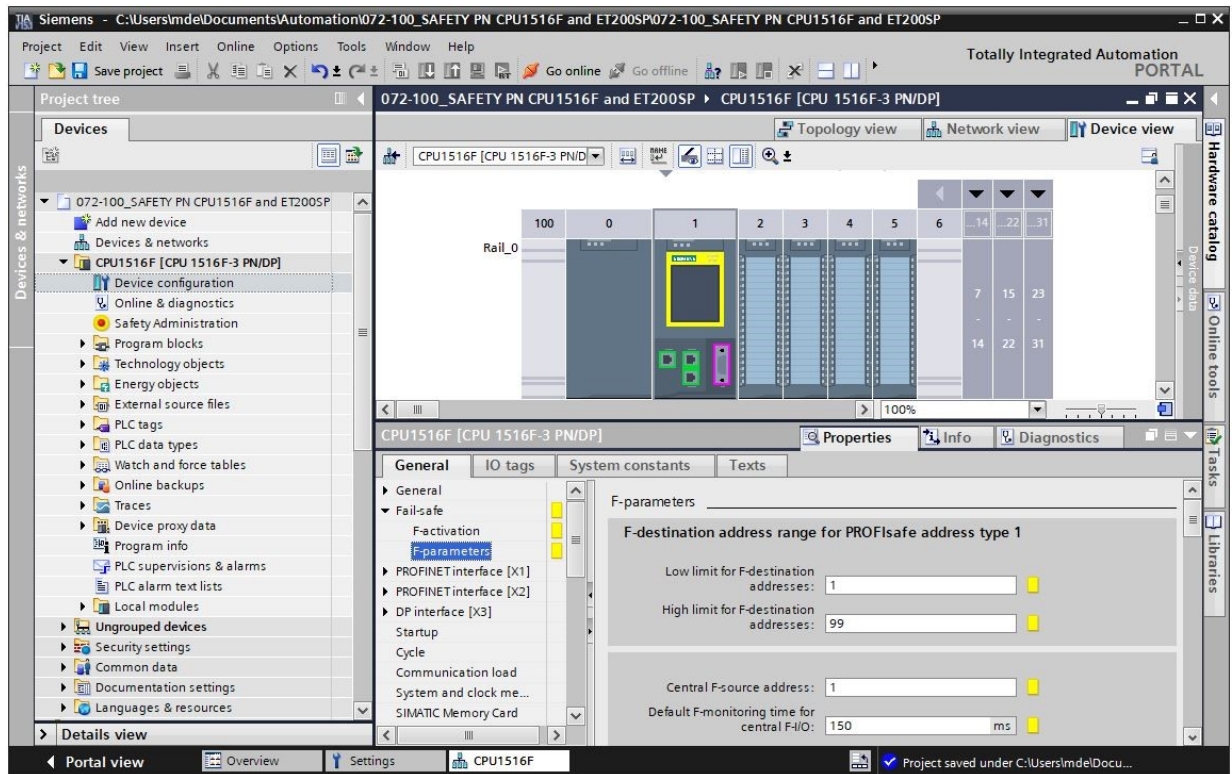 Siemens - C:\Users\mde\Documents\Automation\072-100_SAFETY PN CPU1516F and ET200SP\072-100_SAFETY PN CPU1516F and ET200SP
Project Edit View Insert Online Options Tools Window Help
Totally Integrated Automation
PORTAL
Save project Go online Go offline
Project tree
072-100_SAFETY PN CPU1516F and ET200SP CPU1516F [CPU 1516F-3 PN/DP]
Devices
Topology view Network view Device view
CPU1516F [CPU 1516F-3 PN/D
Devices & networks
072-100_SAFETY PN CPU1516F and ET200SP
Add new device
Devices & networks
CPU1516F [CPU 1516F-3 PN/DP]
Device configuration
Online & diagnostics
Safety Administration
Program blocks
Technology objects
Energy objects
External source files
PLC tags
PLC data types
Watch and force tables
Online backups
Traces
Device proxy data
Program info
PLC supervisions & alarms
PLC alarm text lists
Local modules
Ungrouped devices
Security settings
Common data
Documentation settings
Languages & resources
Details view
100 0 1 2 3 4 5 6 ...14 ...22 ...31
Rail_0
SIEMENS
7 15 23
- - -
14 22 31
100%
Device data
Hardware catalog
Online tools
Tasks
Libraries
CPU1516F [CPU 1516F-3 PN/DP]
Properties Info Diagnostics
General IO tags System constants Texts
General
Fail-safe
F-activation
F-parameters
PROFINET interface [X1]
PROFINET interface [X2]
DP interface [X3]
Startup
Cycle
Communication load
System and clock me...
SIMATIC Memory Card
F-parameters
F-destination address range for PROFIsafe address type 1
Low limit for F-destination
addresses: 1
High limit for F-destination
addresses: 99
Central F-source address: 1
Default F-monitoring time for
central F-I/O: 150 ms
Portal view Overview Settings CPU1516F Project saved under C:\Users\mde\Docu...